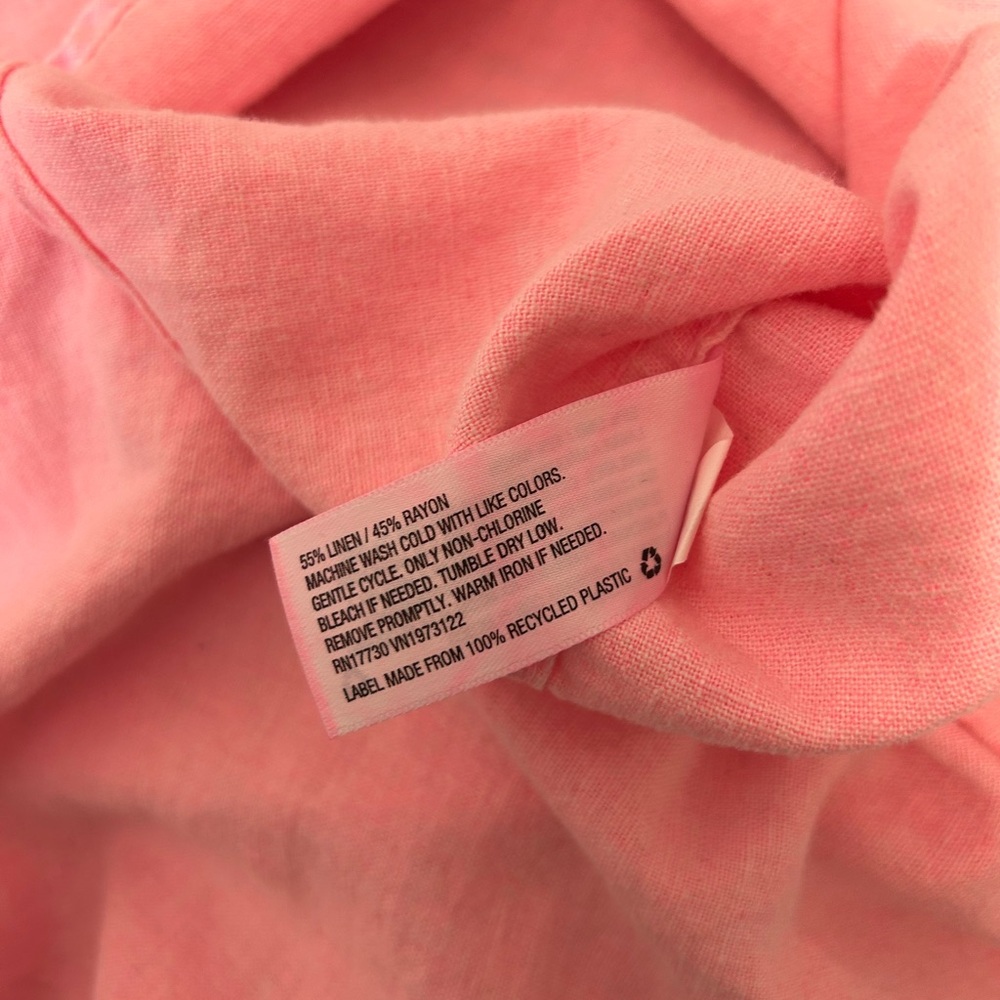 55% LINEN / 45% RAYON
MACHINE WASH COLD WITH LIKE COLORS.
GENTLE CYCLE. ONLY NON-CHLORINE
BLEACH IF NEEDED. TUMBLE DRY LOW.
REMOVE PROMPTLY. WARM IRON IF NEEDED.
RN17730 VN1973122
LABEL MADE FROM 100% RECYCLED PLASTIC